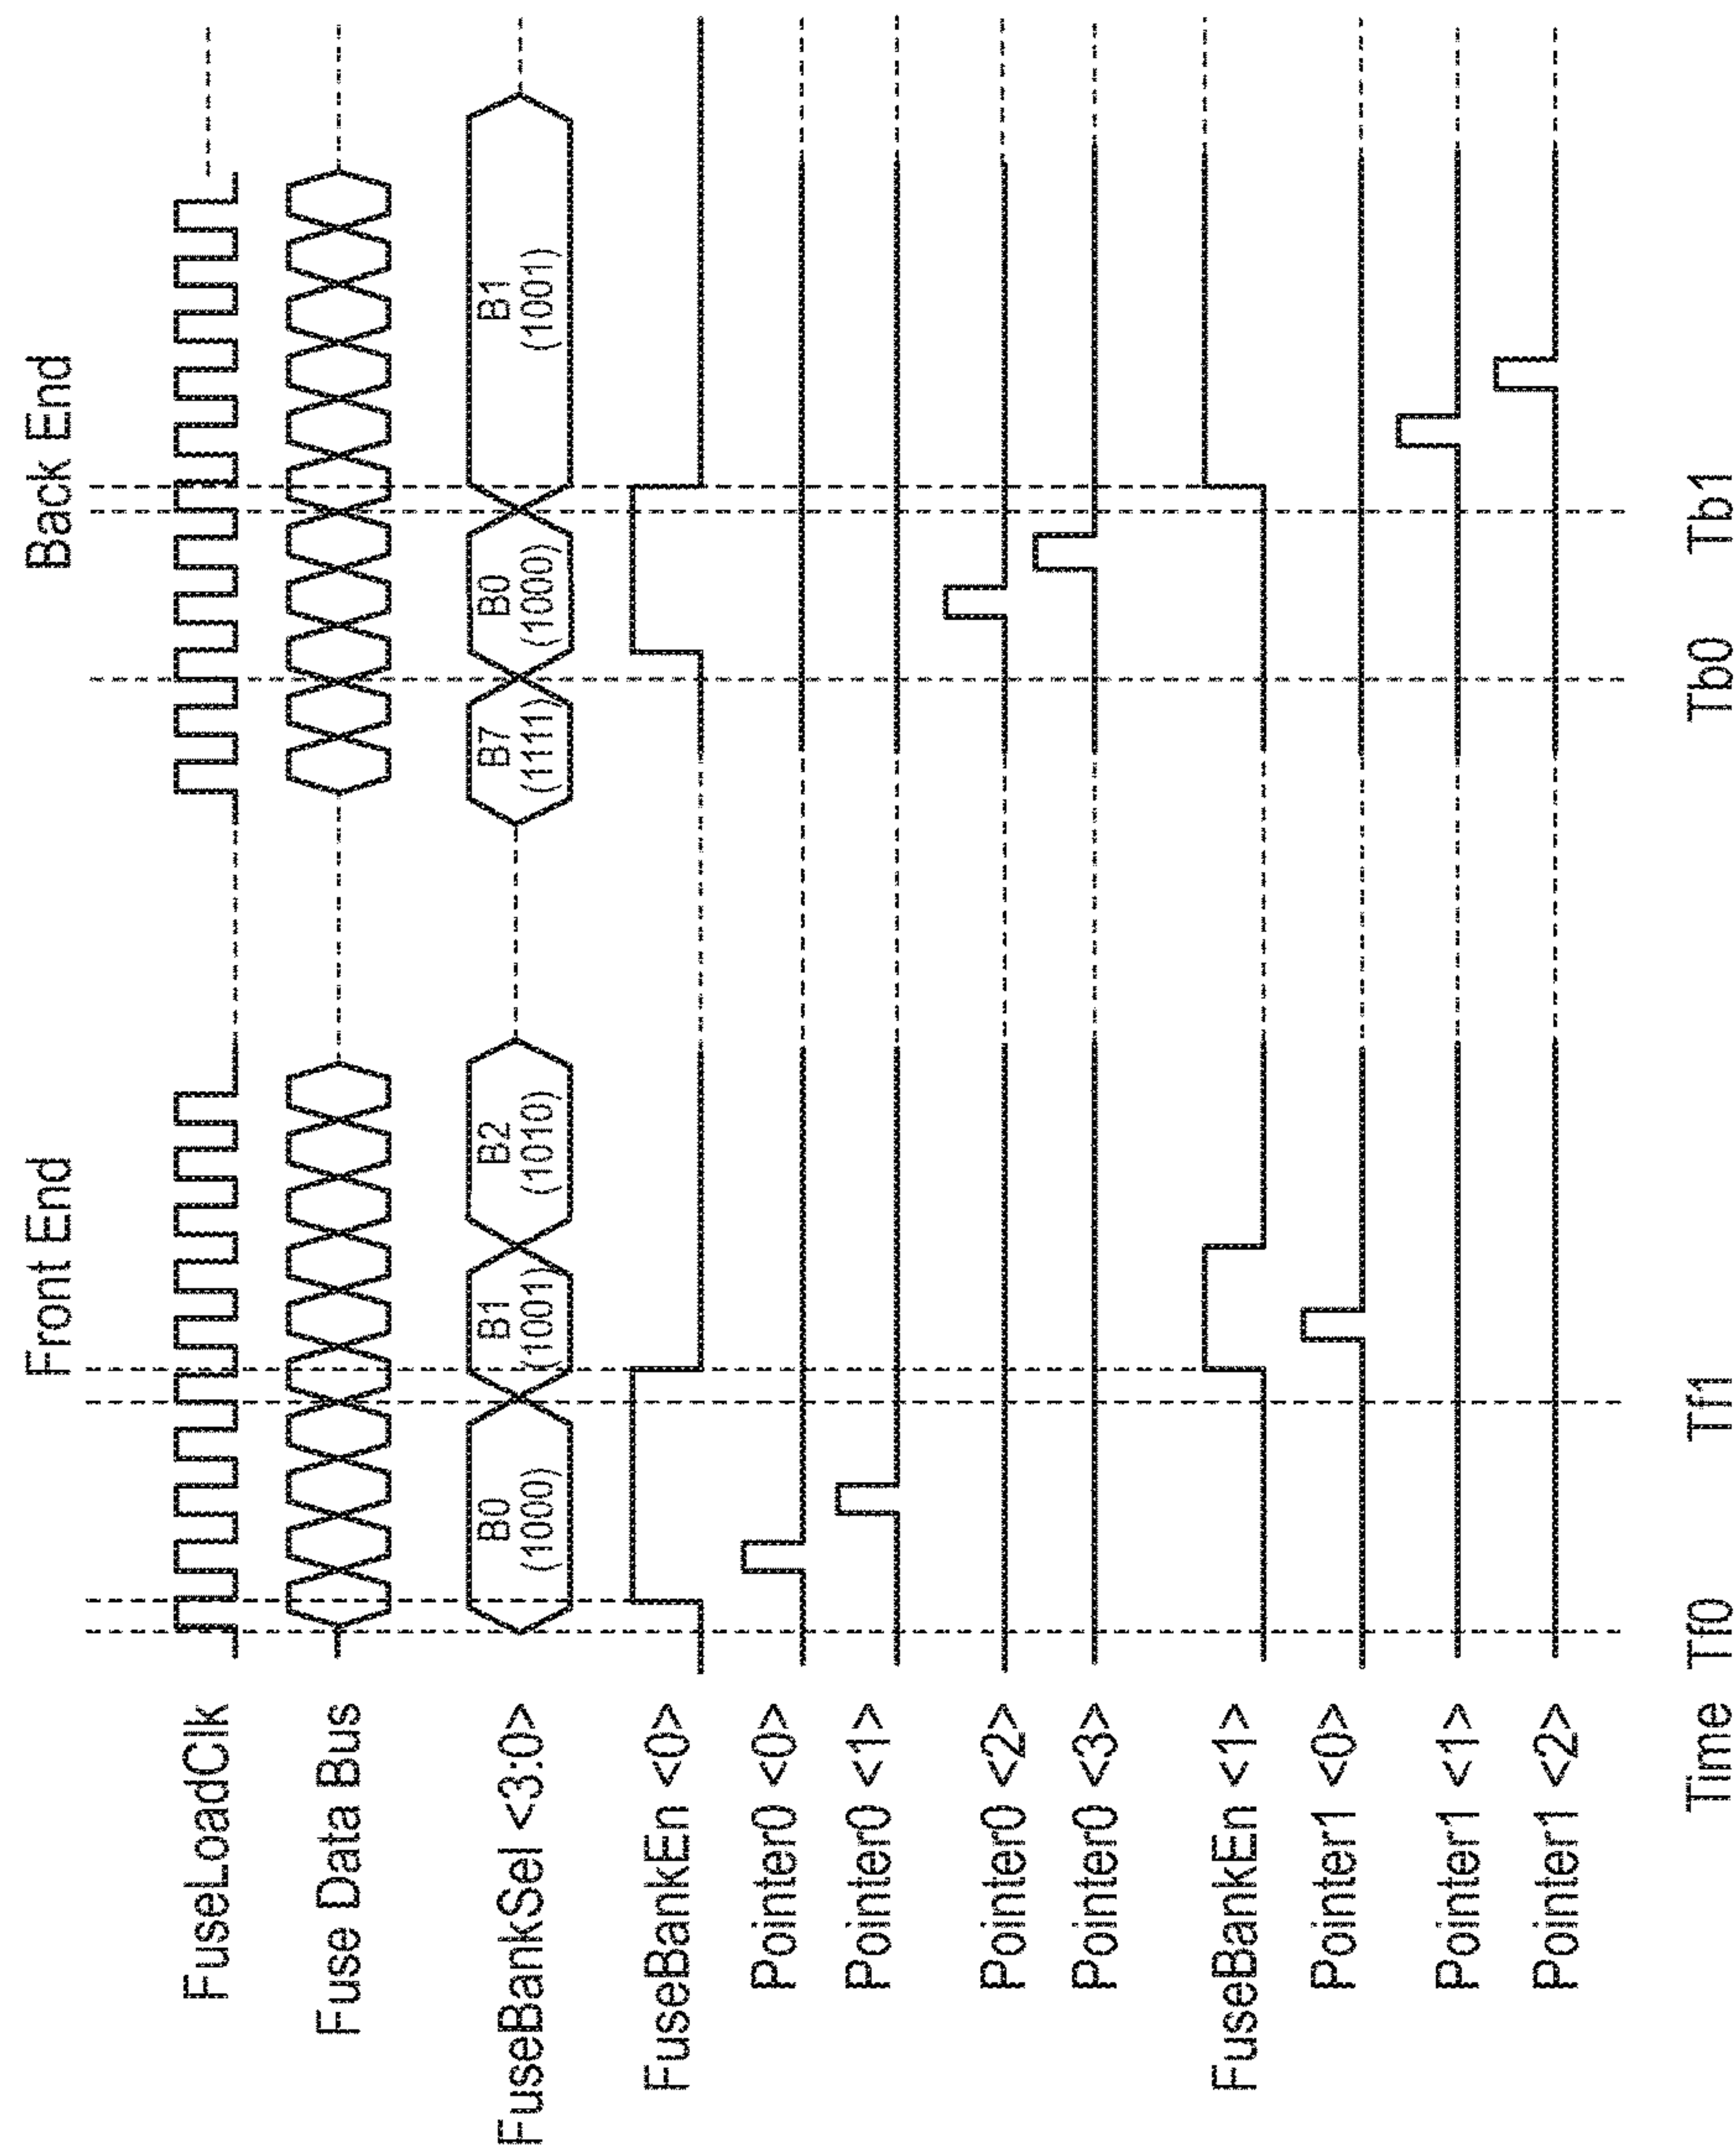 Front End
Back End
FuseLoadClk
Fuse Data Bus
FuseBankSel <3:0>
B0
(1000)
B1
(1001)
B2
(1010)
B7
(1111)
B0
(1000)
B1
(1001)
FuseBankEn <0>
Pointer0 <0>
Pointer0 <1>
Pointer0 <2>
Pointer0 <3>
FuseBankEn <1>
Pointer1 <0>
Pointer1 <1>
Pointer1 <2>
Time Tf0 Tf1 Tb0 Tb1